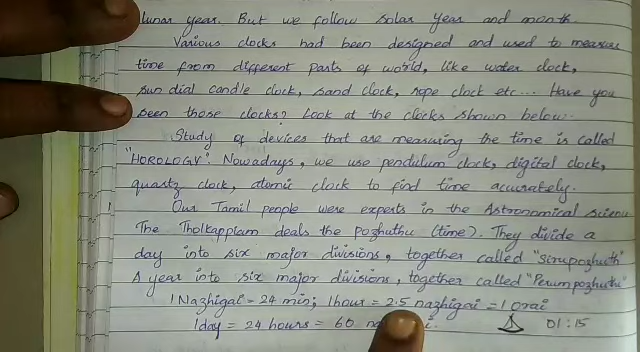 lunar year. But we follow solar year and month.
Various clocks had been designed and used to measure
time from different parts of world, like water clock,
sun dial candle clock, sand clock, rope clock etc... Have you
seen those clocks? Look at the clocks shown below.
Study of devices that are measuring the time is called
"HOROLOGY". Nowadays, we use pendulum clock, digital clock,
quartz clock, atomic clock to find time accurately.
Our Tamil people were experts in the Astronomical science
The Tholkappiam deals the pozhuthu (time). They divide a
day into six major divisions, together called "Sirupozhuth"
A year into six major divisions, together called "Perumpozhuthu"
1 Nazhigai = 24 min; 1 hour = 2.5 nazhigai = 1 Orai
1 day = 24 hours = 60
01:15